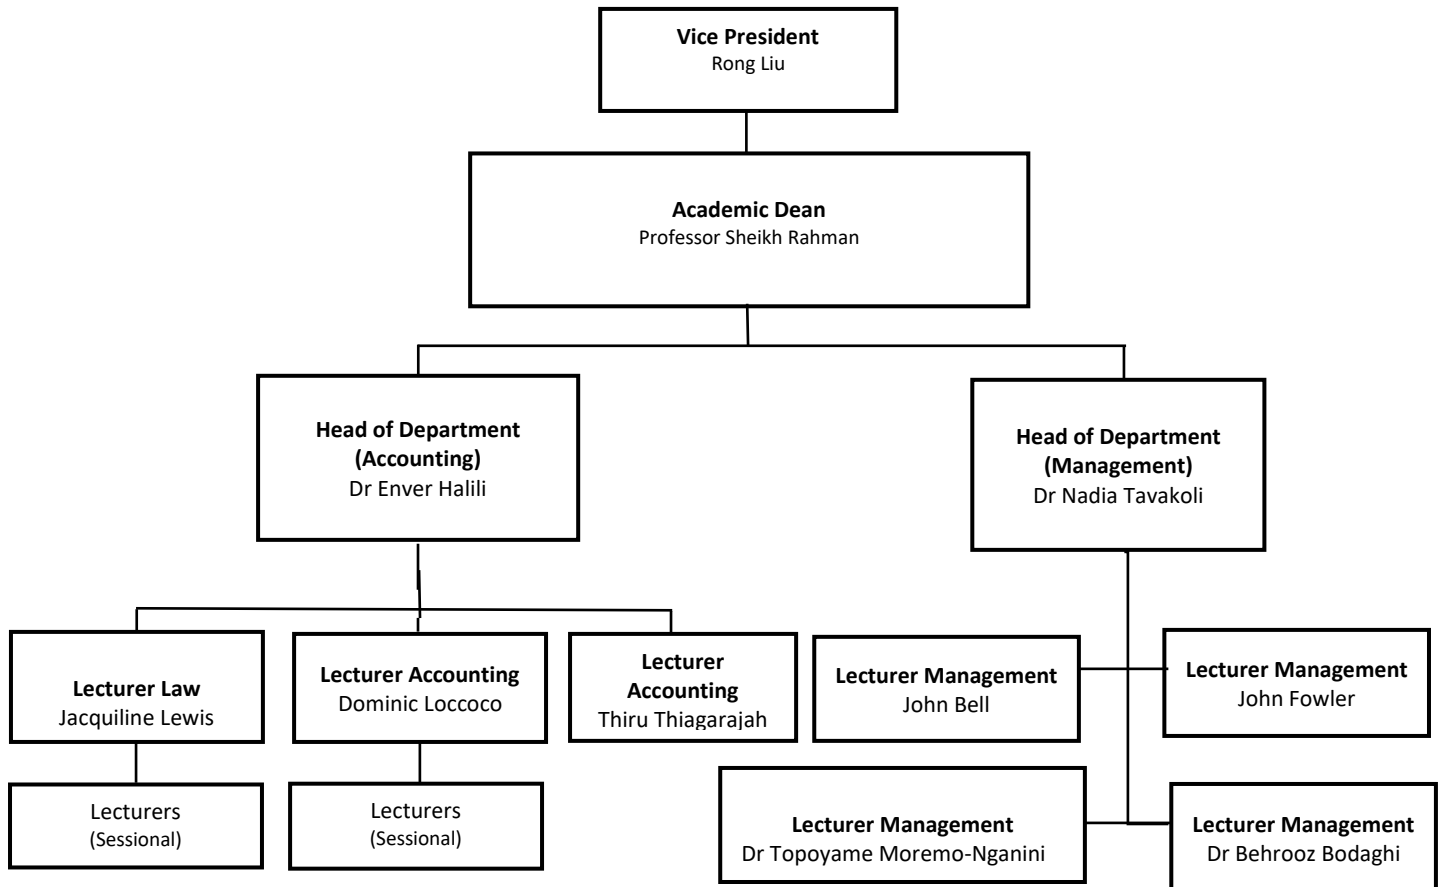 Vice President
Rong Liu
Academic Dean
Professor Sheikh Rahman
Head of Department
(Accounting)
Dr Enver Halili
Head of Department
(Management)
Dr Nadia Tavakoli
Lecturer Law
Jacquiline Lewis
Lecturer Accounting
Dominic Loccoco
Lecturer
Accounting
Thiru Thiagarajah
Lecturer Management
John Bell
Lecturer Management
John Fowler
Lecturers
(Sessional)
Lecturers
(Sessional)
Lecturer Management
Dr Topoyame Moremo-Nganini
Lecturer Management
Dr Behrooz Bodaghi